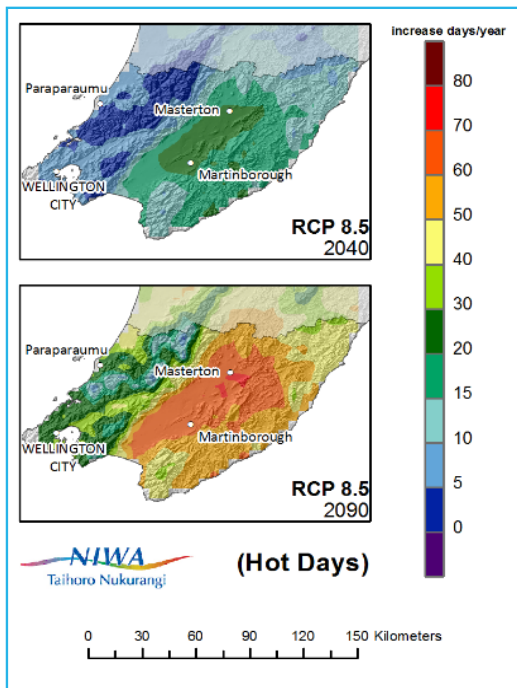 increase days/year
Paraparaumu
Masterton
Martinborough
WELLINGTON
CITY
RCP 8.5
2040
Paraparaumu
Masterton
Martinborough
WELLINGTON
CITY
RCP 8.5
2090
80
70
60
50
40
30
20
15
10
5
0
NIWA
Taihoro Nukurangi
(Hot Days)
0 30 60 90 120 150 Kilometers